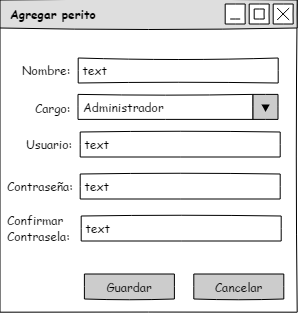 Agregar perito
Nombre: text
Cargo: Administrador
Usuario: text
Contraseña: text
Confirmar
Contrasela: text
Guardar Cancelar